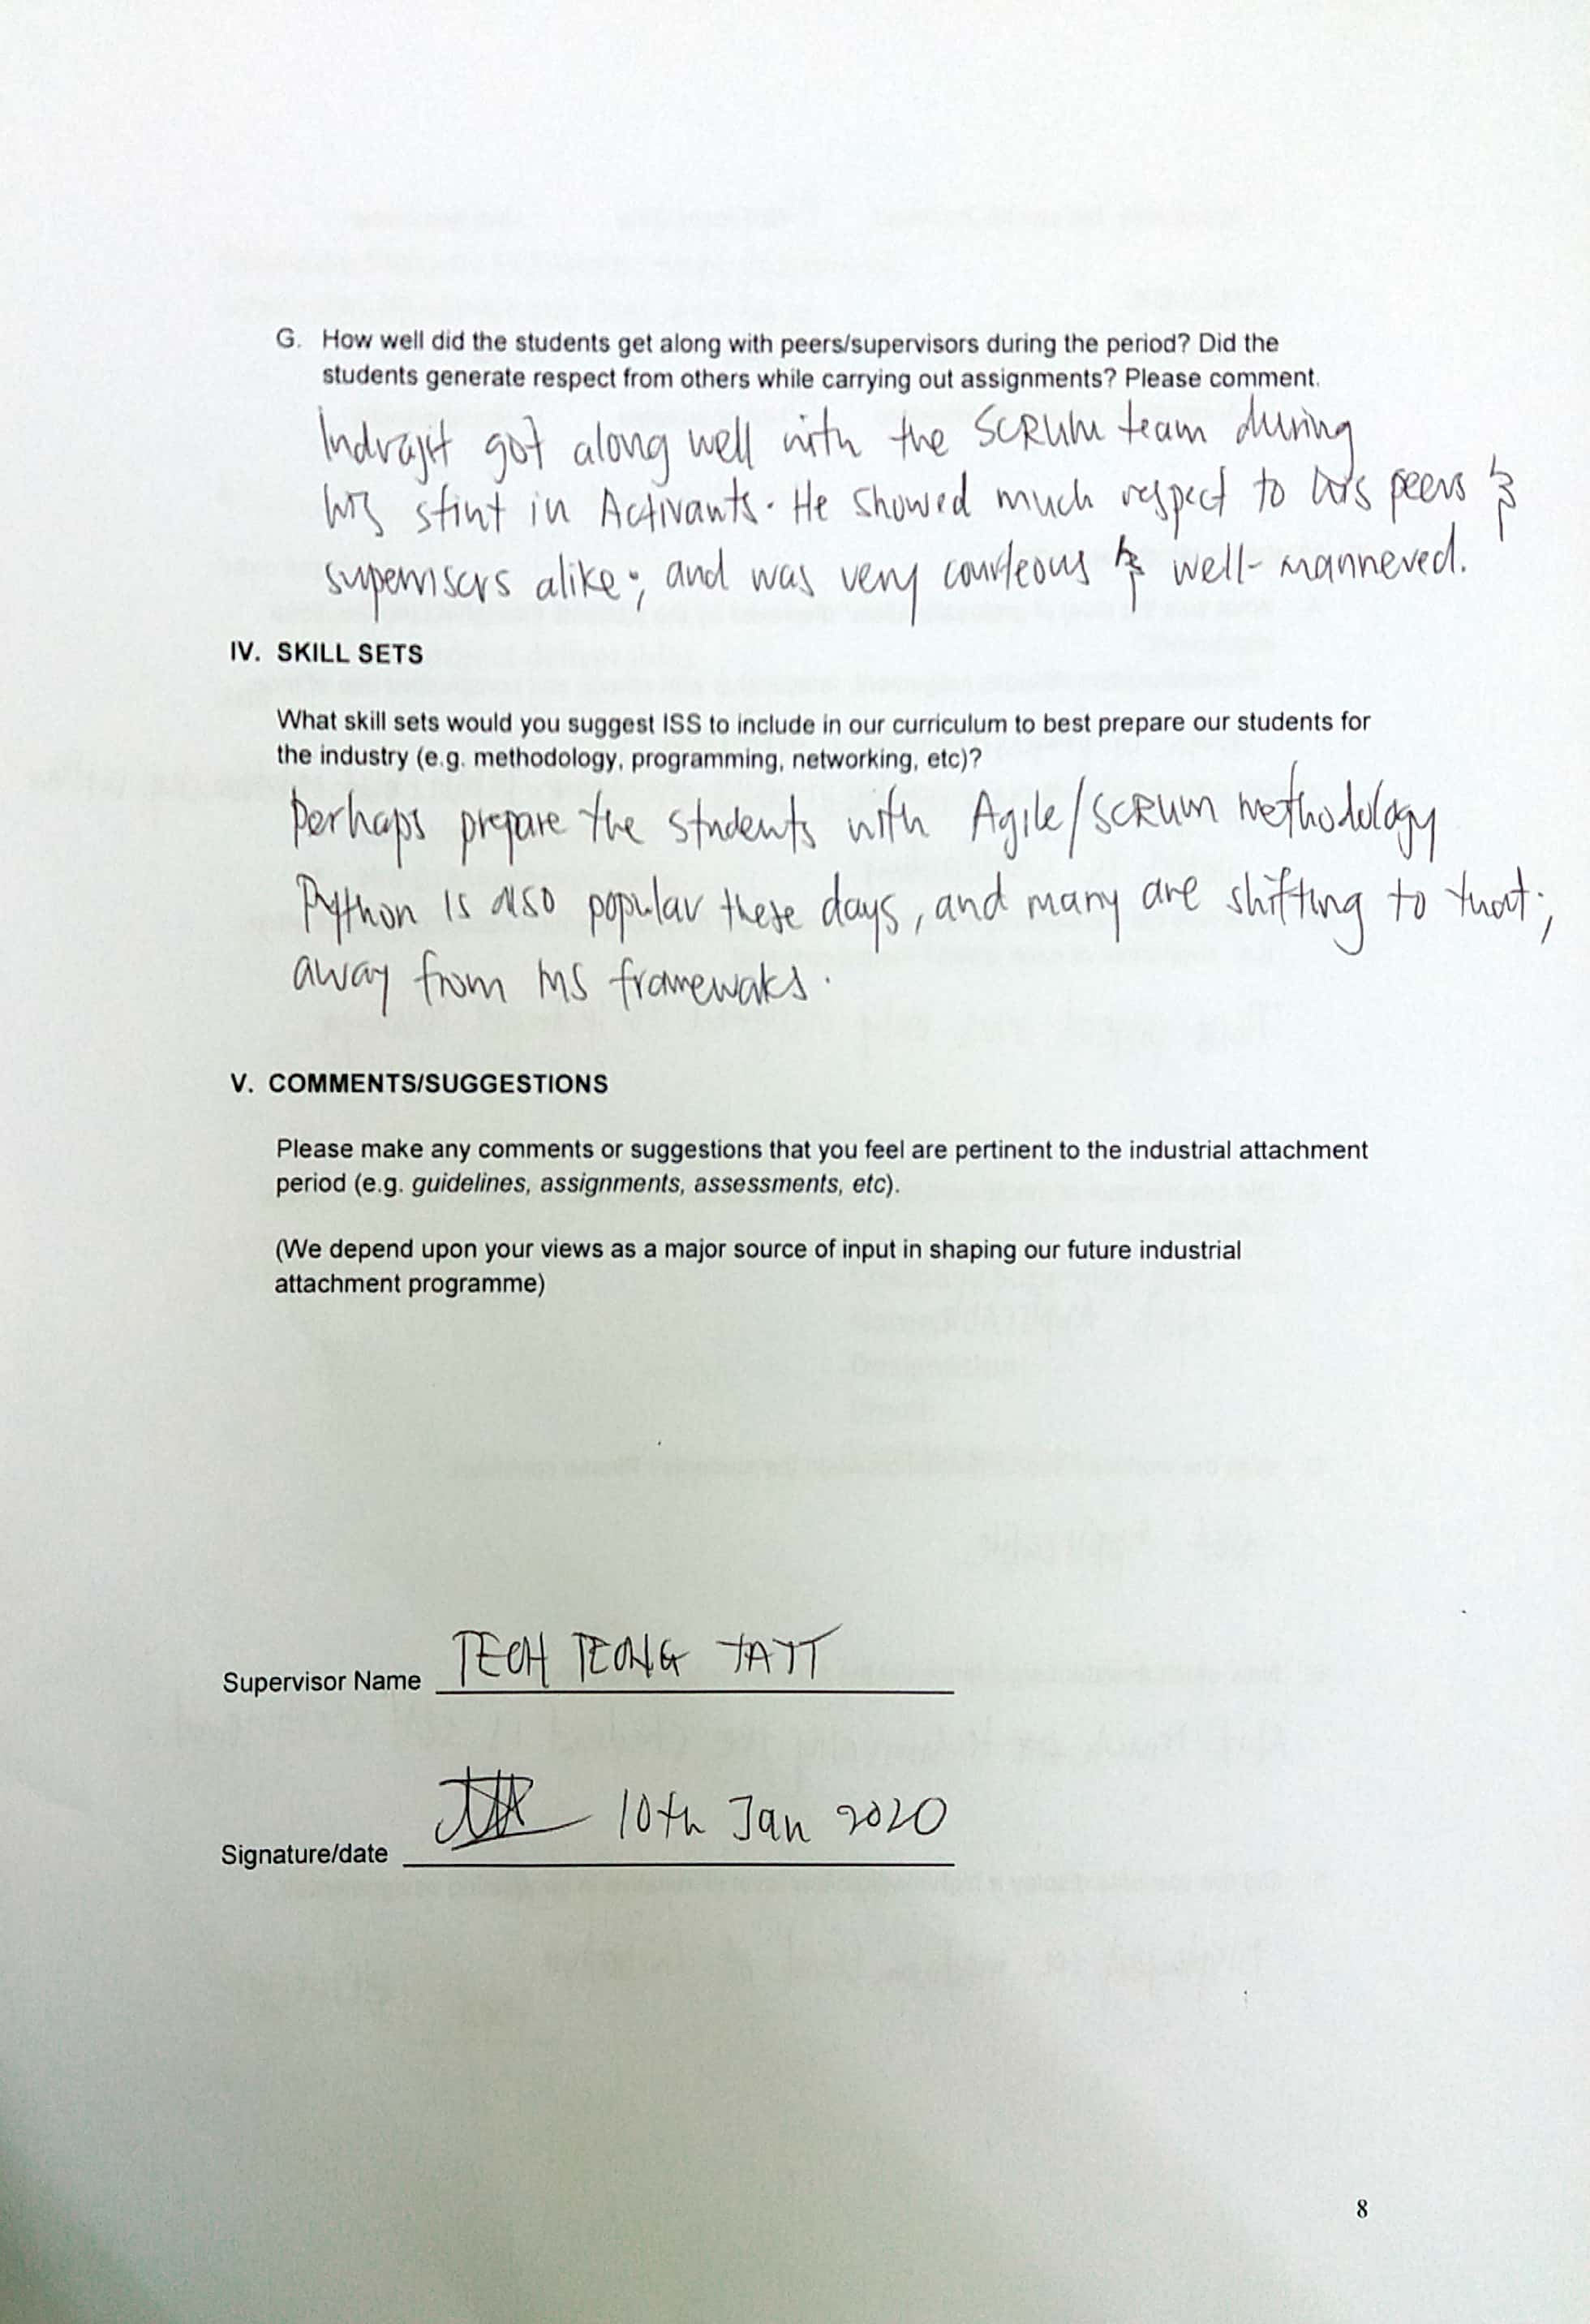 G. How well did the students get along with peers/supervisors during the period? Did the
students generate respect from others while carrying out assignments? Please comment.
Indrajit got along well with the SCRUM team during
his stint in Activants. He showed much respect to his peers &
supervisors alike; and was very courteous & well-mannered.
IV. SKILL SETS
What skill sets would you suggest ISS to include in our curriculum to best prepare our students for
the industry (e.g. methodology, programming, networking, etc)?
Perhaps prepare the students with Agile/SCRUM methodology
Python is also popular these days, and many are shifting to that;
away from MS framewoks.
V. COMMENTS/SUGGESTIONS
Please make any comments or suggestions that you feel are pertinent to the industrial attachment
period (e.g. guidelines, assignments, assessments, etc).
(We depend upon your views as a major source of input in shaping our future industrial
attachment programme)
Supervisor Name TEOH TEONG TATT
Signature/date 10th Jan 2020
8